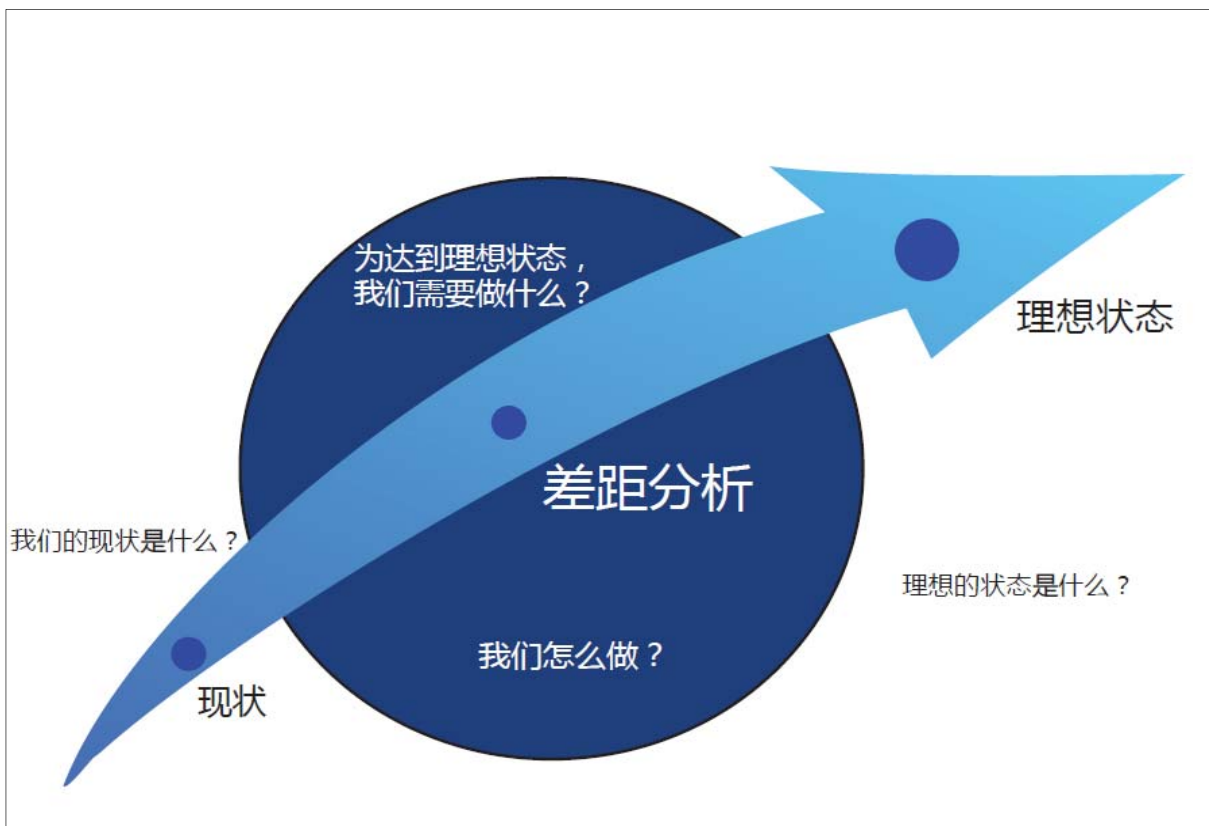 为达到理想状态，
我们需要做什么？
理想状态
差距分析
我们的现状是什么？
理想的状态是什么？
我们怎么做？
现状